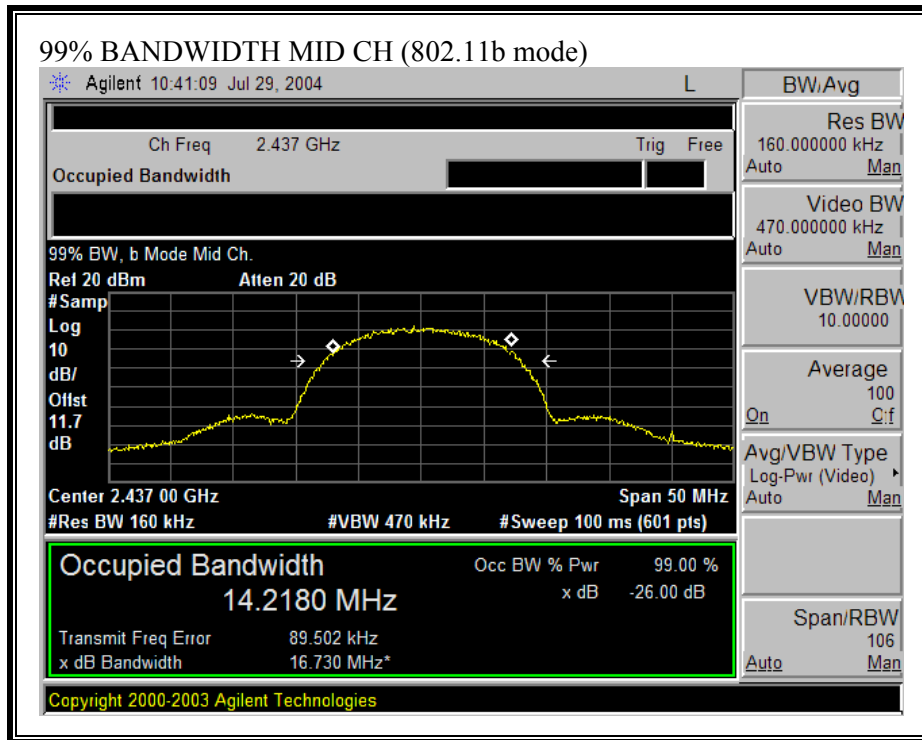 99% BANDWIDTH MID CH (802.11b mode)
Agilent 10:41:09 Jul 29, 2004 L
Ch Freq 2.437 GHz Trig Free
Occupied Bandwidth
99% BW, b Mode Mid Ch.
Ref 20 dBm Atten 20 dB
#Samp
Log
10
dB/
Offst
11.7
dB
Center 2.437 00 GHz Span 50 MHz
#Res BW 160 kHz #VBW 470 kHz #Sweep 100 ms (601 pts)
Occupied Bandwidth
14.2180 MHz
Occ BW % Pwr 99.00 %
x dB -26.00 dB
Transmit Freq Error 89.502 kHz
x dB Bandwidth 16.730 MHz*
Copyright 2000-2003 Agilent Technologies
BW/Avg
Res BW
160.000000 kHz
Auto Man
Video BW
470.000000 kHz
Auto Man
VBW/RBW
10.00000
Average
100
On Off
Avg/VBW Type
Log-Pwr (Video)
Auto Man
Span/RBW
106
Auto Man